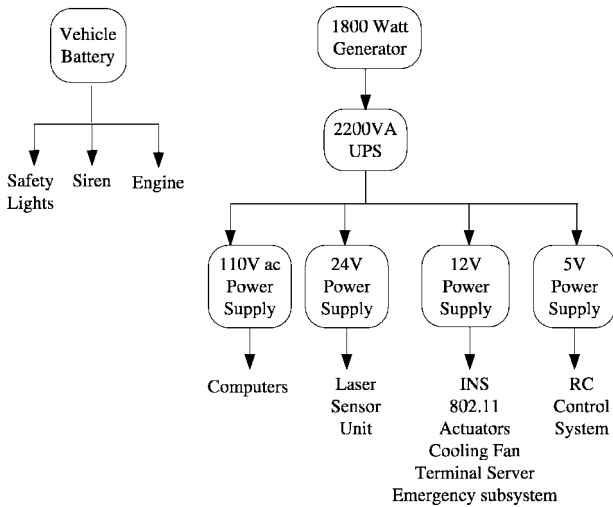 Vehicle
Battery
Safety
Lights
Siren
Engine
1800 Watt
Generator
2200VA
UPS
110V ac
Power
Supply
24V
Power
Supply
12V
Power
Supply
5V
Power
Supply
Computers
Laser
Sensor
Unit
INS
802.11
Actuators
Cooling Fan
Terminal Server
Emergency subsystem
RC
Control
System